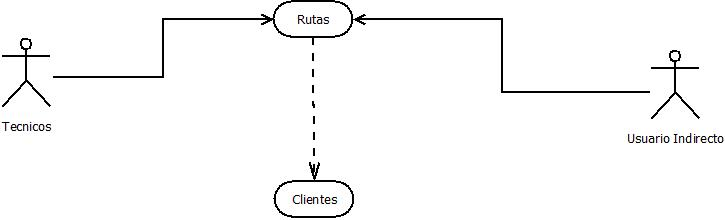 Rutas
Tecnicos
Usuario Indirecto
Clientes